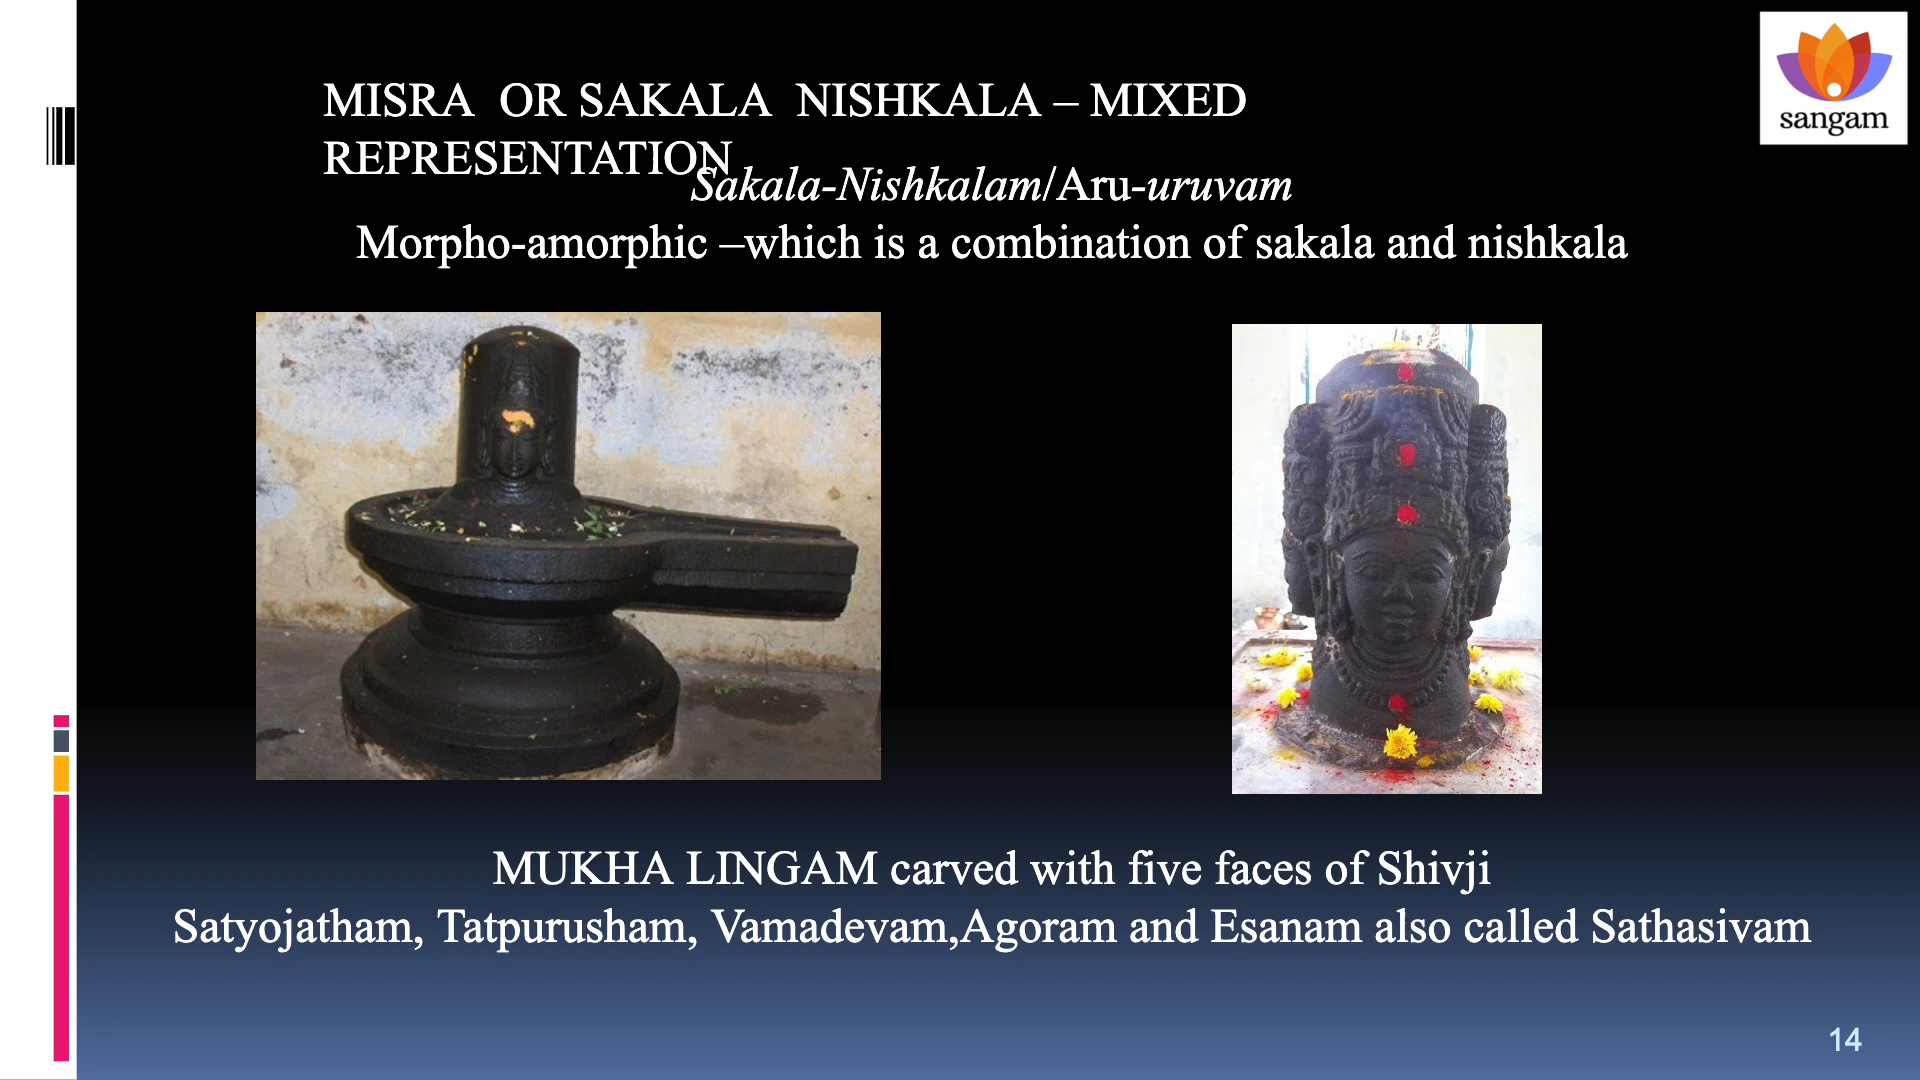 MISRA OR SAKALA NISHKALA – MIXED
REPRESENTATION
Sakala-Nishkalam/Aru-uruvam
Morpho-amorphic –which is a combination of sakala and nishkala
sangam
MUKHA LINGAM carved with five faces of Shivji
Satyojatham, Tatpurusham, Vamadevam,Agoram and Esanam also called Sathasivam
14